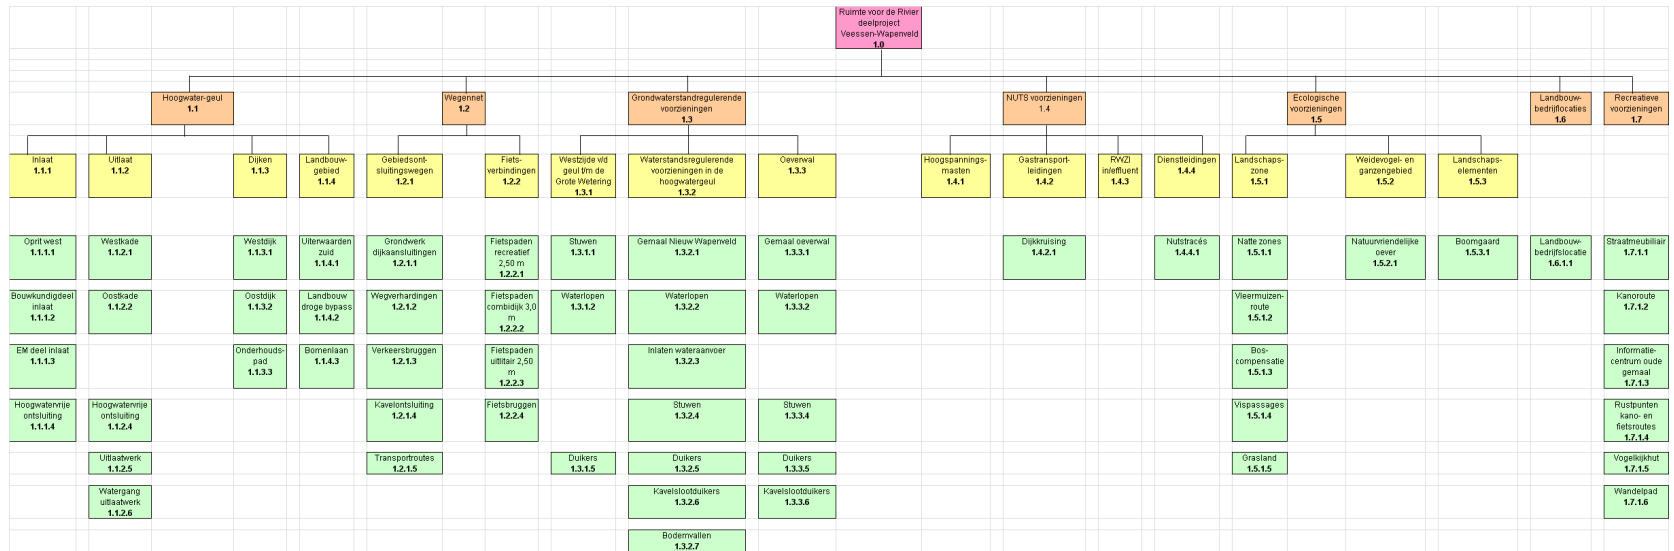 Ruimte voor de Rivier
deelproject
Veessen-Wapenveld
1.0
Hoogwater-geul
1.1
Wegennet
1.2
Grondwaterstandregulerende
voorzieningen
1.3
NUTS voorzieningen
1.4
Ecologische
voorzieningen
1.5
Landbouw-
bedrijflocaties
1.6
Recreatieve
voorzieningen
1.7
Inlaat
1.1.1
Uitlaat
1.1.2
Dijken
1.1.3
Landbouw-
gebied
1.1.4
Gebiedsont-
sluitingswegen
1.2.1
Fiets-
verbindingen
1.2.2
Westzijde v/d
geul t/m de
Grote Wetering
1.3.1
Waterstandsregulerende
voorzieningen in de
hoogwatergeul
1.3.2
Oeverwal
1.3.3
Hoogspannings-
masten
1.4.1
Gastransport-
leidingen
1.4.2
RWZI
in/effluent
1.4.3
Dienstleidingen
1.4.4
Landschaps-
zone
1.5.1
Weidevogel- en
ganzengebied
1.5.2
Landschaps-
elementen
1.5.3
Oprit west
1.1.1.1
Westkade
1.1.2.1
Westdijk
1.1.3.1
Uiterwaarden
zuid
1.1.4.1
Grondwerk
dijkaansluitingen
1.2.1.1
Fietspaden
recreatief
2,50 m
1.2.2.1
Stuwen
1.3.1.1
Gemaal Nieuw Wapenveld
1.3.2.1
Gemaal oeverwal
1.3.3.1
Dijkkruising
1.4.2.1
Nutstracés
1.4.4.1
Natte zones
1.5.1.1
Natuurvriendelijke
oever
1.5.2.1
Boomgaard
1.5.3.1
Landbouw-
bedrijfslocatie
1.6.1.1
Straatmeubiliair
1.7.1.1
Bouwkundigdeel
inlaat
1.1.1.2
Oostkade
1.1.2.2
Oostdijk
1.1.3.2
Landbouw
droge bypass
1.1.4.2
Wegverhardingen
1.2.1.2
Fietspaden
combidijk 3,0
m
1.2.2.2
Waterlopen
1.3.1.2
Waterlopen
1.3.2.2
Waterlopen
1.3.3.2
Vleermuizen-
route
1.5.1.2
Kanoroute
1.7.1.2
EM deel inlaat
1.1.1.3
Onderhouds-
pad
1.1.3.3
Bomenlaan
1.1.4.3
Verkeersbruggen
1.2.1.3
Fietspaden
uitlitair 2,50
m
1.2.2.3
Inlaten wateraanvoer
1.3.2.3
Bos-
compensatie
1.5.1.3
Informatie-
centrum oude
gemaal
1.7.1.3
Hoogwatervrije
ontsluiting
1.1.1.4
Hoogwatervrije
ontsluiting
1.1.2.4
Kavelontsluiting
1.2.1.4
Fietsbruggen
1.2.2.4
Stuwen
1.3.2.4
Stuwen
1.3.3.4
Vispassages
1.5.1.4
Rustpunten
kano- en
fietsroutes
1.7.1.4
Uitlaatwerk
1.1.2.5
Transportroutes
1.2.1.5
Duikers
1.3.1.5
Duikers
1.3.2.5
Duikers
1.3.3.5
Grasland
1.5.1.5
Vogelkijkhut
1.7.1.5
Watergang
uitlaatwerk
1.1.2.6
Kavelslootduikers
1.3.2.6
Kavelslootduikers
1.3.3.6
Wandelpad
1.7.1.6
Bodemvallen
1.3.2.7